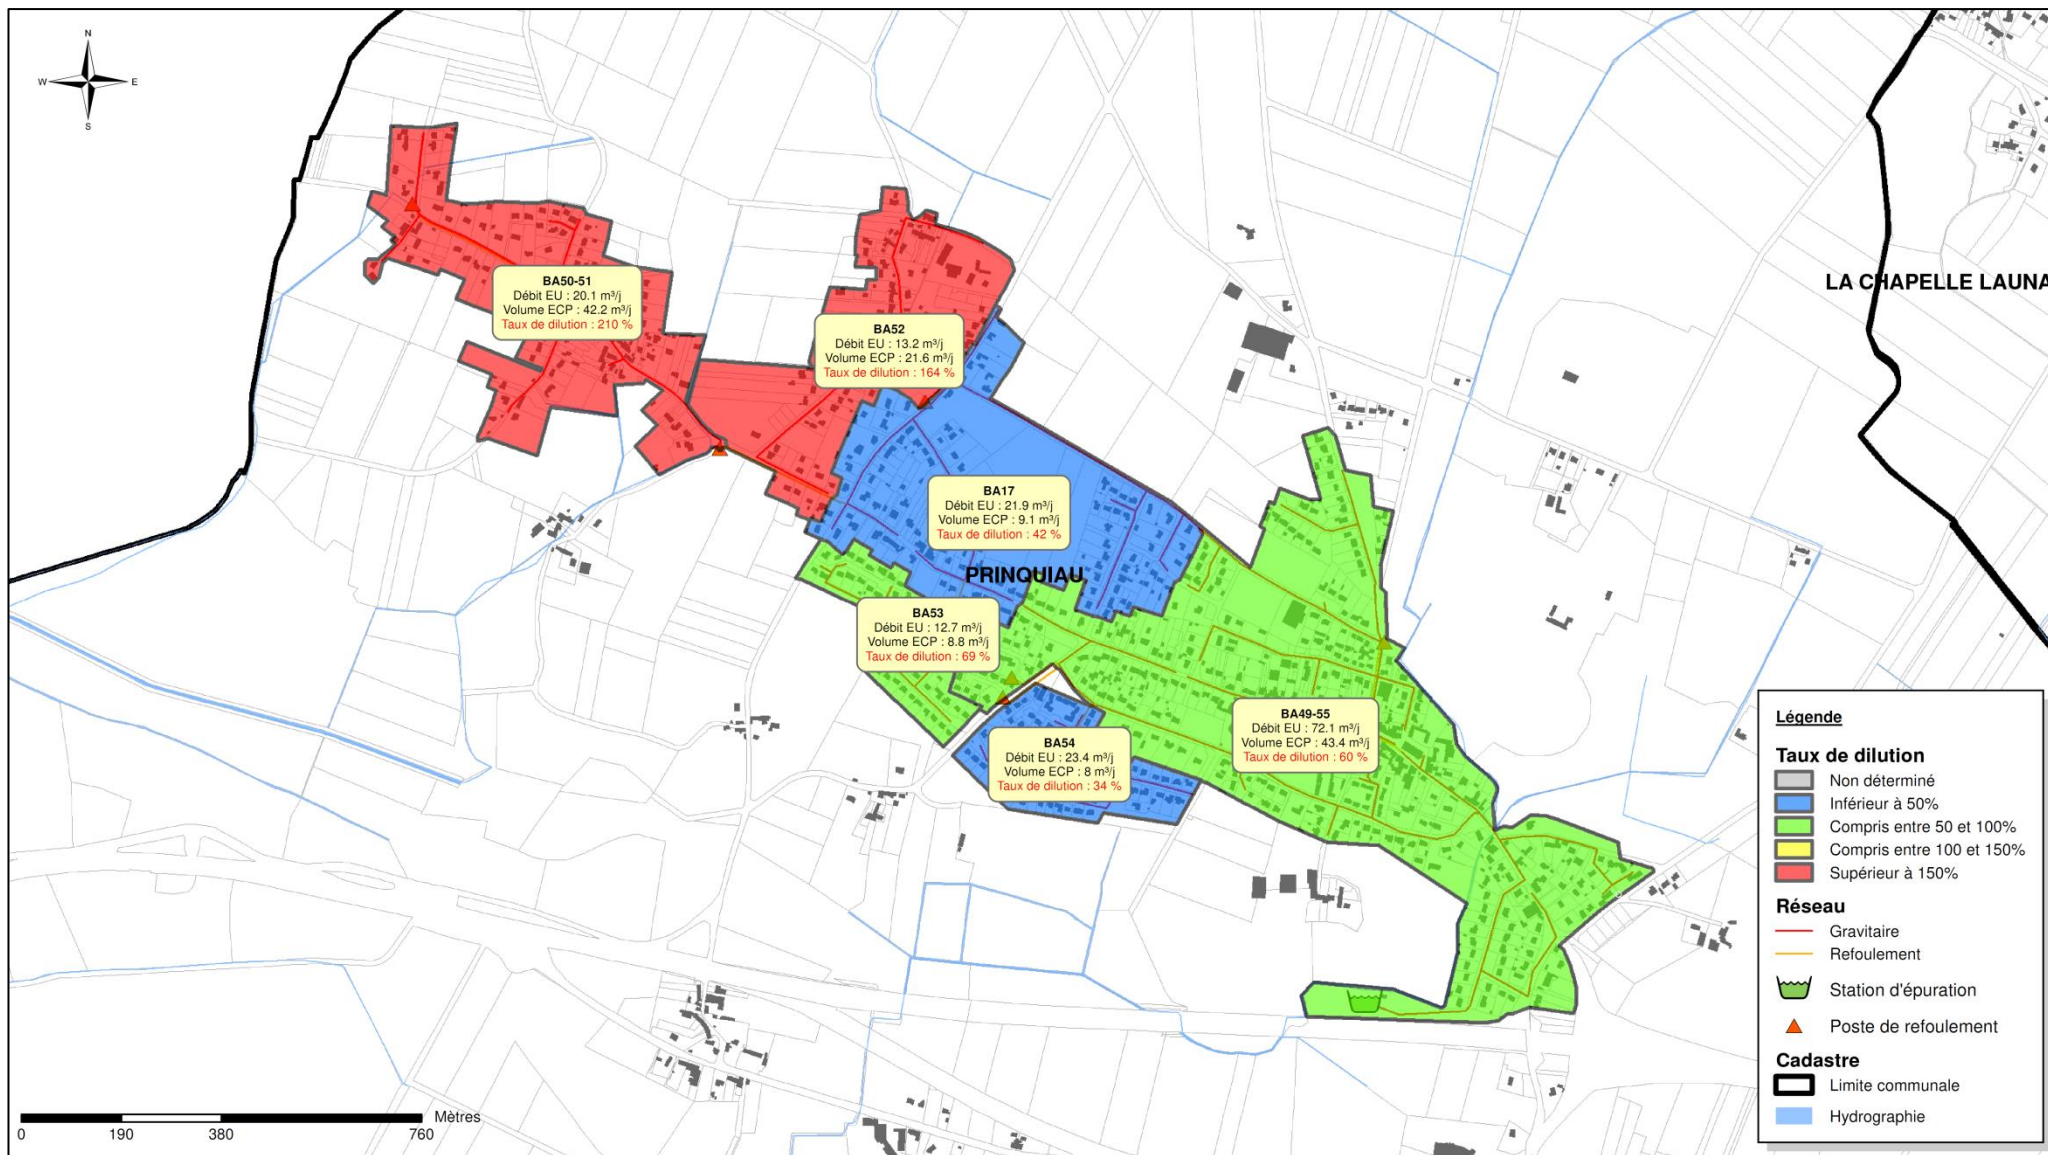 N
W
E
S
BA50-51
Débit EU : 20.1 m³/j
Volume ECP : 42.2 m³/j
Taux de dilution : 210 %
BA52
Débit EU : 13.2 m³/j
Volume ECP : 21.6 m³/j
Taux de dilution : 164 %
LA CHAPELLE LAUNA
BA17
Débit EU : 21.9 m³/j
Volume ECP : 9.1 m³/j
Taux de dilution : 42 %
PRINQUIAU
BA53
Débit EU : 12.7 m³/j
Volume ECP : 8.8 m³/j
Taux de dilution : 69 %
BA49-55
Débit EU : 72.1 m³/j
Volume ECP : 43.4 m³/j
Taux de dilution : 60 %
BA54
Débit EU : 23.4 m³/j
Volume ECP : 8 m³/j
Taux de dilution : 34 %
Légende
Taux de dilution
Non déterminé
Inférieur à 50%
Compris entre 50 et 100%
Compris entre 100 et 150%
Supérieur à 150%
Réseau
Gravitaire
Refoulement
Station d'épuration
Poste de refoulement
Cadastre
Limite communale
Hydrographie
Mètres
0 190 380 760